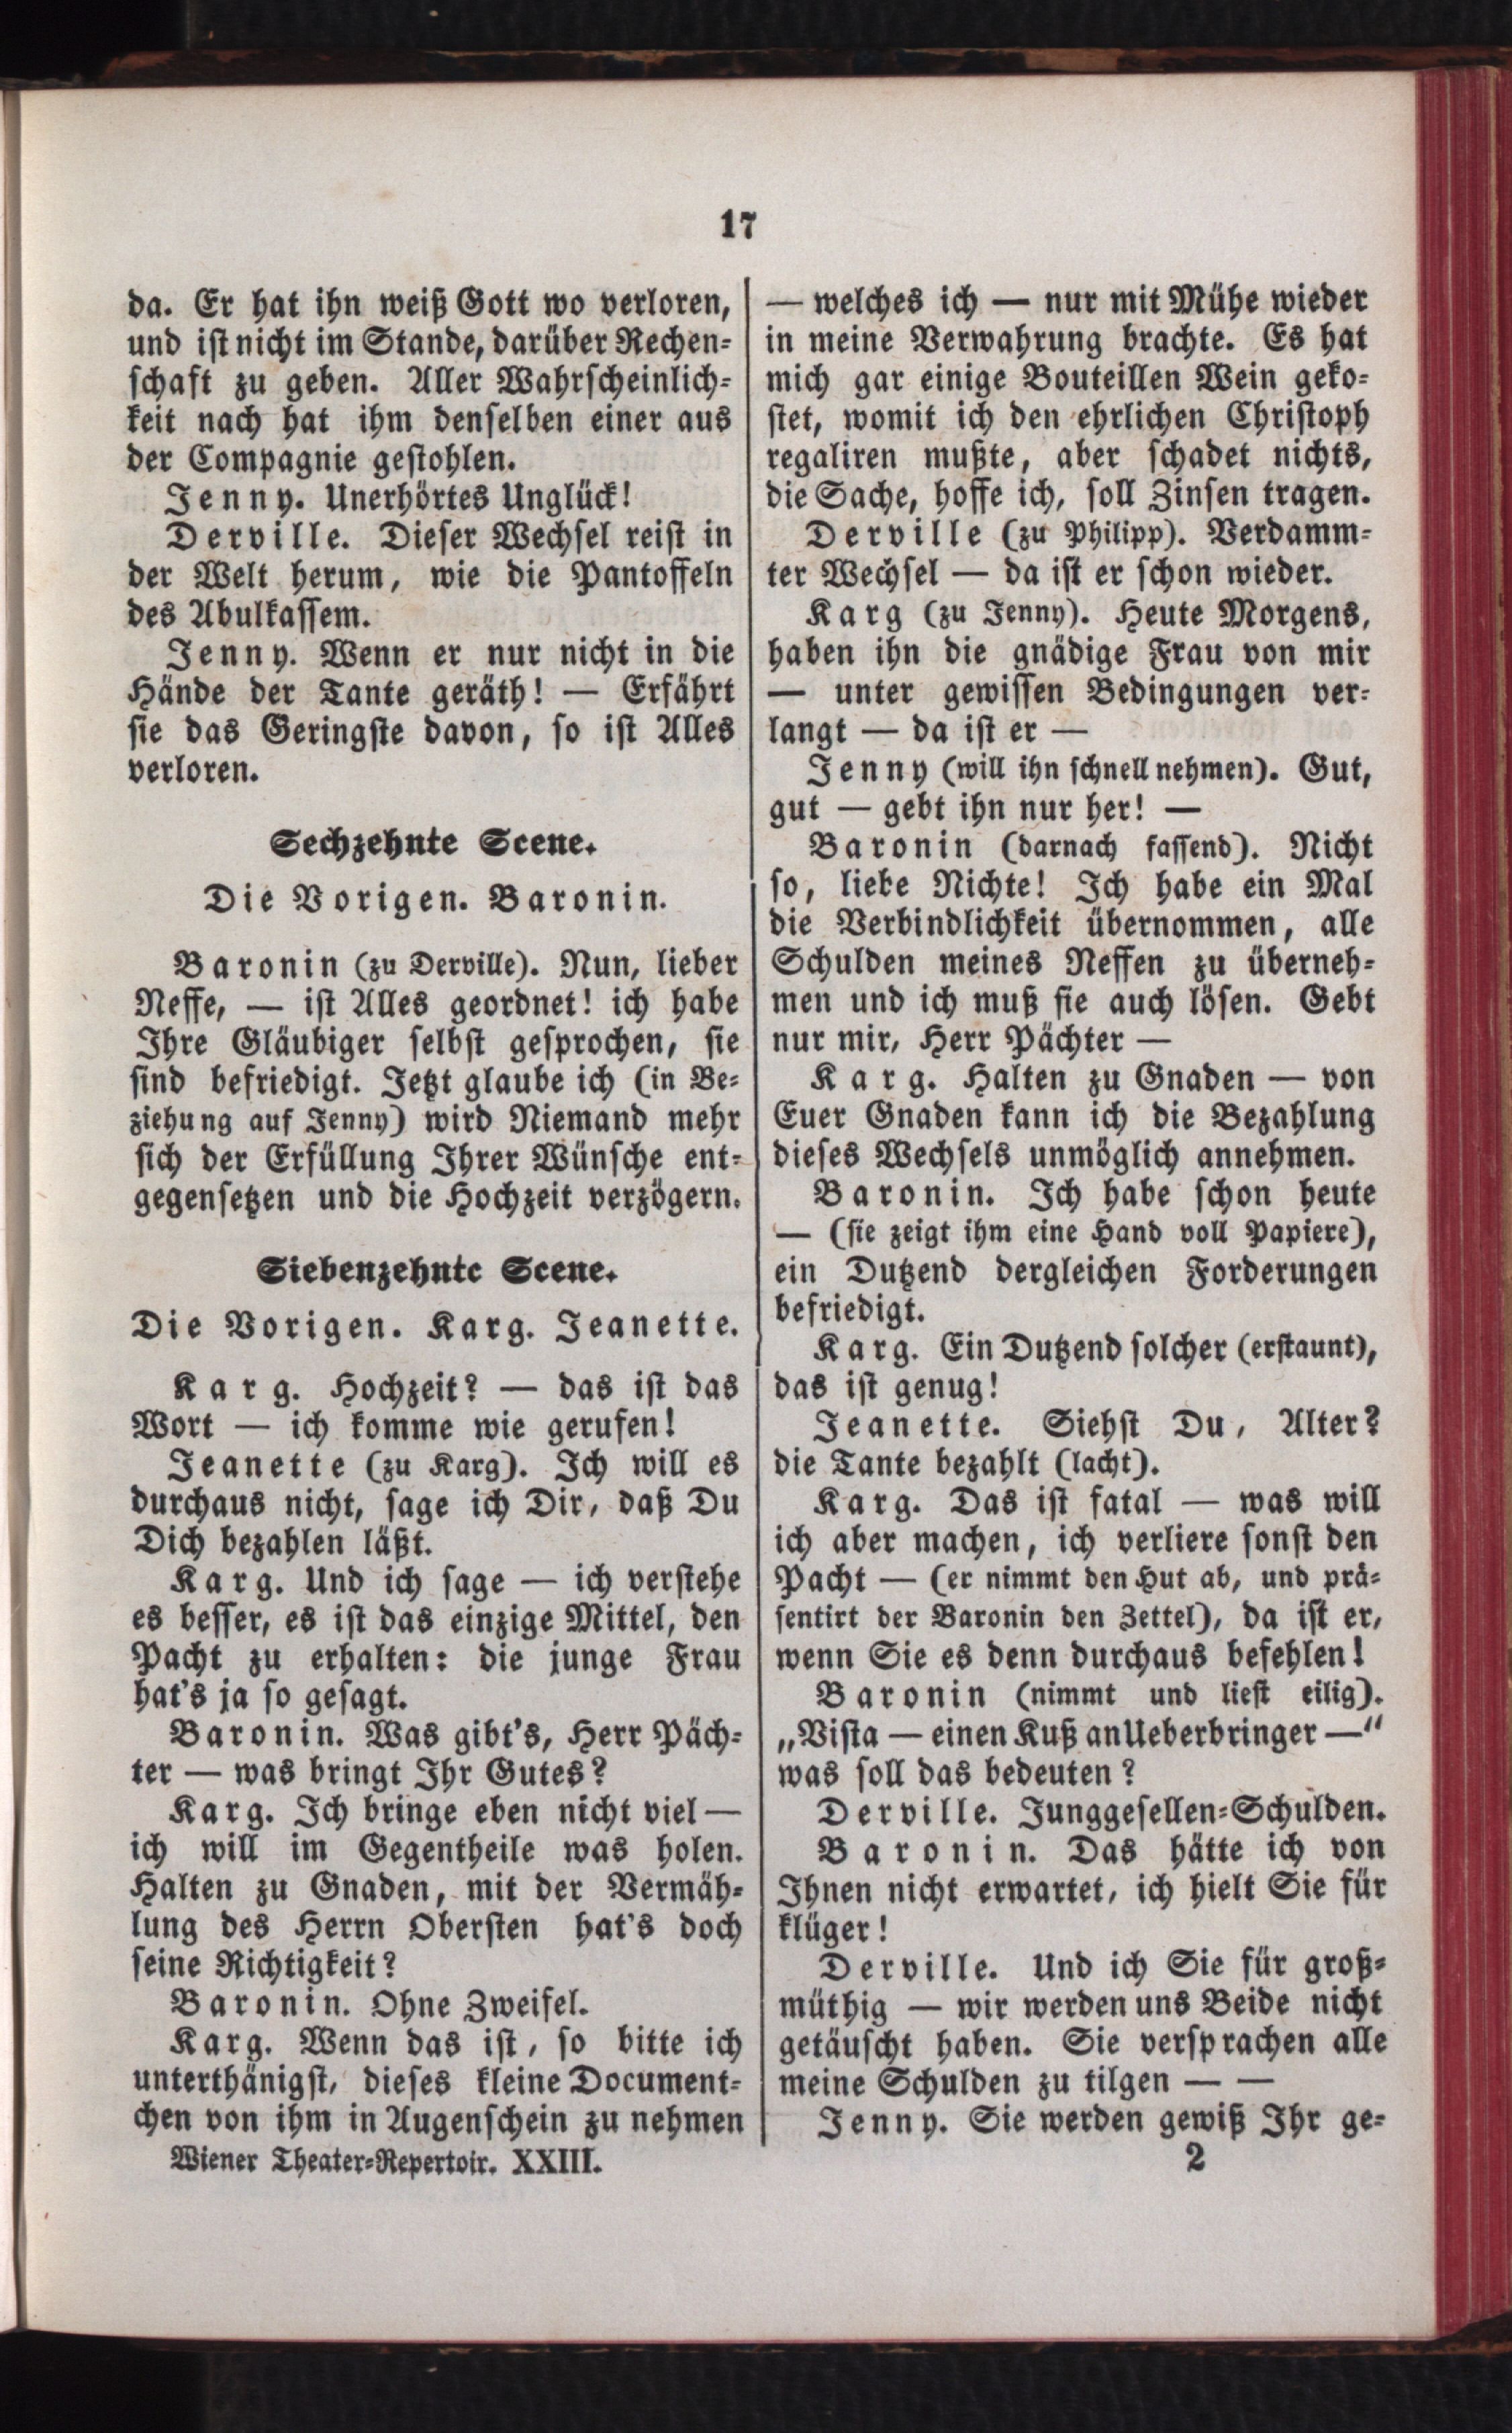 17
da. Er hat ihn weiß Gott wo verloren,
und ist nicht im Stande, darüber Rechen-
schaft zu geben. Aller Wahrscheinlich-
keit nach hat ihm denselben einer aus
der Compagnie gestohlen.
Jenny. Unerhörtes Unglück!
Derville. Dieser Wechsel reist in
der Welt herum, wie die Pantoffeln
des Abulkassem.
Jenny. Wenn er nur nicht in die
Hände der Tante geräth! — Erfährt
sie das Geringste davon, so ist Alles
verloren.
Sechzehnte Scene.
Die Vorigen. Baronin.
Baronin (zu Derville). Nun, lieber
Neffe, — ist Alles geordnet! ich habe
Ihre Gläubiger selbst gesprochen, sie
sind befriedigt. Jetzt glaube ich (in Be-
ziehung auf Jenny) wird Niemand mehr
sich der Erfüllung Ihrer Wünsche ent-
gegensetzen und die Hochzeit verzögern.
Siebenzehnte Scene.
Die Vorigen. Karg. Jeanette.
Karg. Hochzeit? — das ist das
Wort — ich komme wie gerufen!
Jeanette (zu Karg). Ich will es
durchaus nicht, sage ich Dir, daß Du
Dich bezahlen läßt.
Karg. Und ich sage — ich verstehe
es besser, es ist das einzige Mittel, den
Pacht zu erhalten: die junge Frau
hat's ja so gesagt.
Baronin. Was gibt's, Herr Päch-
ter — was bringt Ihr Gutes?
Karg. Ich bringe eben nicht viel —
ich will im Gegentheile was holen.
Halten zu Gnaden, mit der Vermäh-
lung des Herrn Obersten hat's doch
seine Richtigkeit?
Baronin. Ohne Zweifel.
Karg. Wenn das ist, so bitte ich
unterthänigst, dieses kleine Document-
chen von ihm in Augenschein zu nehmen
Wiener Theater-Repertoir. XXIII.
— welches ich — nur mit Mühe wieder
in meine Verwahrung brachte. Es hat
mich gar einige Bouteillen Wein geko-
stet, womit ich den ehrlichen Christoph
regaliren mußte, aber schadet nichts,
die Sache, hoffe ich, soll Zinsen tragen.
Derville (zu Philipp). Verdamm-
ter Wechsel — da ist er schon wieder.
Karg (zu Jenny). Heute Morgens,
haben ihn die gnädige Frau von mir
— unter gewissen Bedingungen ver-
langt — da ist er —
Jenny (will ihn schnell nehmen). Gut,
gut — gebt ihn nur her! —
Baronin (darnach fassend). Nicht
so, liebe Nichte! Ich habe ein Mal
die Verbindlichkeit übernommen, alle
Schulden meines Neffen zu überneh-
men und ich muß sie auch lösen. Gebt
nur mir, Herr Pächter —
Karg. Halten zu Gnaden — von
Euer Gnaden kann ich die Bezahlung
dieses Wechsels unmöglich annehmen.
Baronin. Ich habe schon heute
— (sie zeigt ihm eine Hand voll Papiere),
ein Dutzend dergleichen Forderungen
befriedigt.
Karg. Ein Dutzend solcher (erstaunt),
das ist genug!
Jeanette. Siehst Du, Alter?
die Tante bezahlt (lacht).
Karg. Das ist fatal — was will
ich aber machen, ich verliere sonst den
Pacht — (er nimmt den Hut ab, und prä-
sentirt der Baronin den Zettel), da ist er,
wenn Sie es denn durchaus befehlen!
Baronin (nimmt und liest eilig).
„Vista — einen Kuß an Ueberbringer —“
was soll das bedeuten?
Derville. Junggesellen-Schulden.
Baronin. Das hätte ich von
Ihnen nicht erwartet, ich hielt Sie für
klüger!
Derville. Und ich Sie für groß-
müthig — wir werden uns Beide nicht
getäuscht haben. Sie versprachen alle
meine Schulden zu tilgen — —
Jenny. Sie werden gewiß Ihr ge-
2